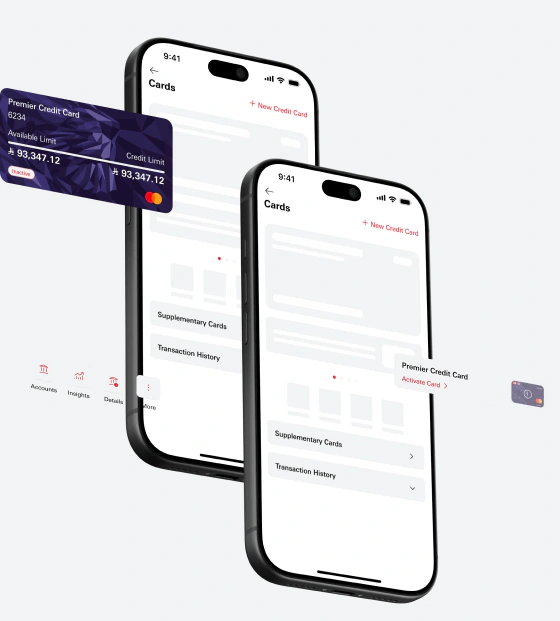 9:41
Cards
+ New Credit Card
Premier Credit Card
6234
Available Limit
Credit Limit
93,347.12
93,347.12
Inactive
9:41
Cards
+ New Credit Card
Supplementary Cards
Transaction History
Premier Credit Card
Activate Card
Accounts
Insights
Details
More
Supplementary Cards
Transaction History